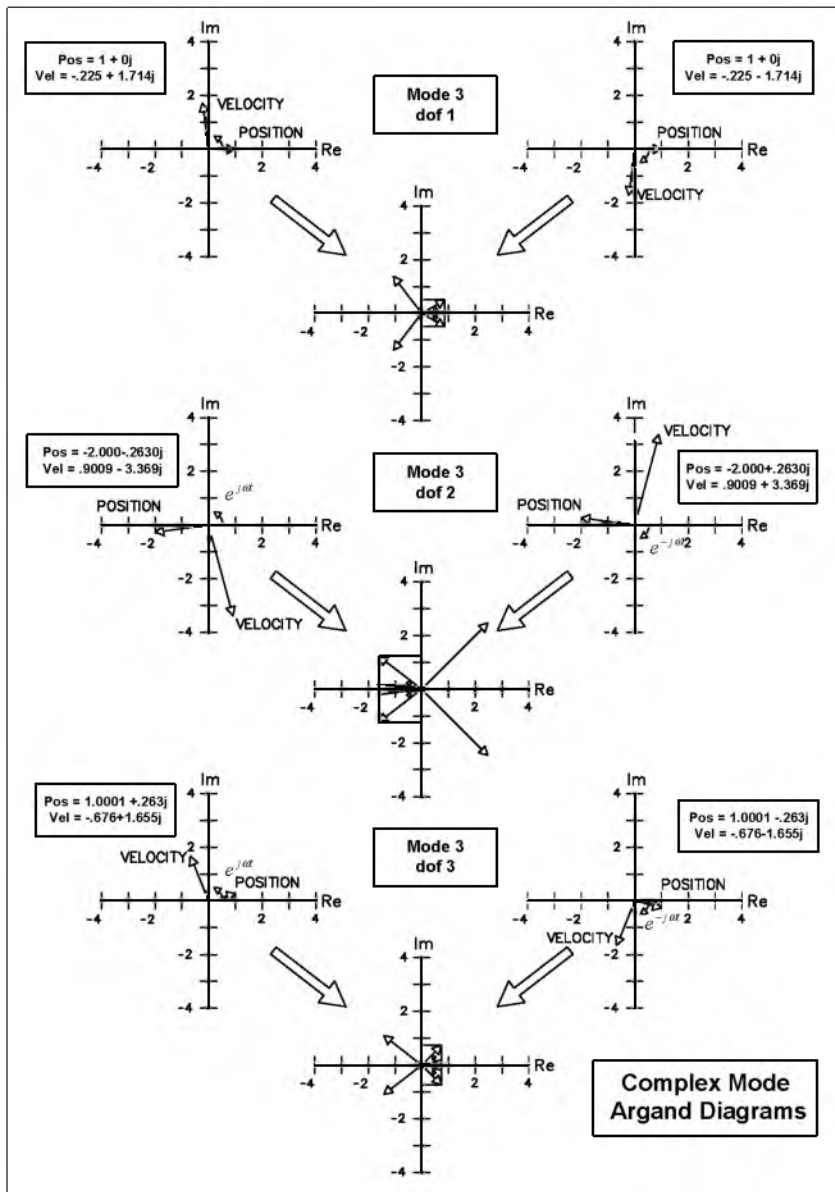 Im
Im
Pos = 1 + 0j
Vel = -.225 + 1.714j
4
2
VELOCITY
POSITION
-4
-2
2
4
Re
-2
-4
Mode 3
dof 1
Pos = 1 + 0j
Vel = -.225 - 1.714j
4
2
POSITION
-4
-2
2
4
Re
VELOCITY
-2
-4
Im
4
2
-4
-2
2
4
Re
-2
-4
Im
Im
Pos = -2.000-.2630j
Vel = .9009 - 3.369j
4
2
POSITION
e^{jωt}
-4
-2
2
4
Re
-2
-4
VELOCITY
Mode 3
dof 2
4
VELOCITY
2
Pos = -2.000+.2630j
Vel = .9009 + 3.369j
POSITION
-4
-2
2
4
Re
e^{-jωt}
-2
-4
Im
4
2
-4
-2
2
4
Re
-2
-4
Im
Im
Pos = 1.0001 +.263j
Vel = -.676+1.655j
4
2
VELOCITY
e^{jωt}
POSITION
-4
-2
2
4
Re
-2
-4
Mode 3
dof 3
Pos = 1.0001 -.263j
Vel = -.676-1.655j
4
2
POSITION
-4
-2
2
4
Re
e^{-jωt}
VELOCITY
-2
-4
Im
4
2
-4
-2
2
4
Re
-2
-4
Complex Mode
Argand Diagrams